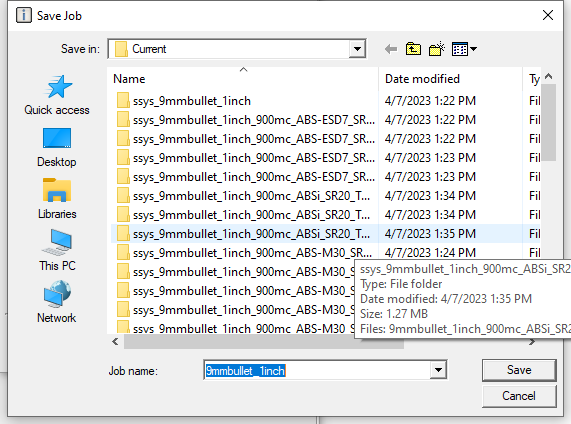 Save Job
Save in: Current
Name Date modified Ty
ssys_9mmbullet_1inch 4/7/2023 1:22 PM Fil
ssys_9mmbullet_1inch_900mc_ABS-ESD7_SR... 4/7/2023 1:22 PM Fil
ssys_9mmbullet_1inch_900mc_ABS-ESD7_SR... 4/7/2023 1:22 PM Fil
ssys_9mmbullet_1inch_900mc_ABS-ESD7_SR... 4/7/2023 1:23 PM Fil
ssys_9mmbullet_1inch_900mc_ABS-ESD7_SR... 4/7/2023 1:23 PM Fil
ssys_9mmbullet_1inch_900mc_ABSi_SR20_T... 4/7/2023 1:34 PM Fil
ssys_9mmbullet_1inch_900mc_ABSi_SR20_T... 4/7/2023 1:34 PM Fil
ssys_9mmbullet_1inch_900mc_ABSi_SR20_T... 4/7/2023 1:35 PM Fil
ssys_9mmbullet_1inch_900mc_ABS-M30_SR... 4/7/2023 1:24 PM Fil
ssys_9mmbullet_1inch_900mc_ABS-M30_S
ssys_9mmbullet_1inch_900mc_ABS-M30_S
ssys_9mmbullet_1inch_900mc_ABS-M30_S
ssys_9mmbullet_1inch_900mc_ABS-M30_S
ssys_9mmbullet_1inch_900mc_ABSi_SR2
Type: File folder
Date modified: 4/7/2023 1:35 PM
Size: 1.27 MB
Files: 9mmbullet_1inch_900mc_ABSi_SR
Quick access
Desktop
Libraries
This PC
Network
Job name: 9mmbullet_1inch Save
Cancel